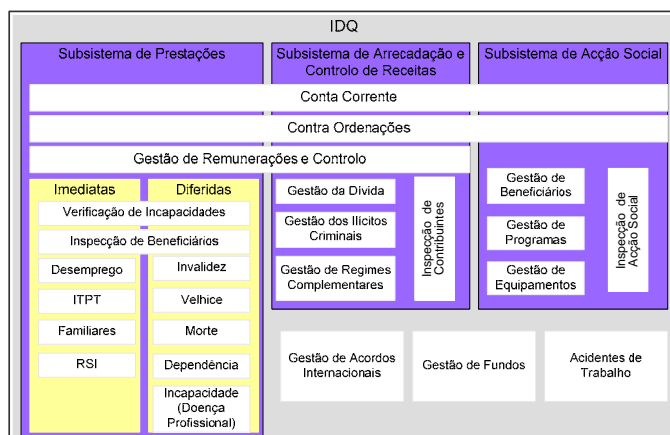 IDQ
Subsistema de Prestações
Subsistema de Arrecadação e
Controlo de Receitas
Subsistema de Acção Social
Conta Corrente
Contra Ordenações
Gestão de Remunerações e Controlo
Imediatas
Diferidas
Verificação de Incapacidades
Inspecção de Beneficiários
Desemprego
ITPT
Familiares
RSI
Invalidez
Velhice
Morte
Dependência
Incapacidade
(Doença
Profissional)
Gestão da Divida
Gestão dos Ilícitos
Criminais
Gestão de Regimes
Complementares
Inspecção de
Contribuintes
Gestão de
Beneficiários
Gestão de
Programas
Gestão de
Equipamentos
Inspecção de
Acção Social
Gestão de Acordos
Internacionais
Gestão de Fundos
Acidentes de
Trabalho